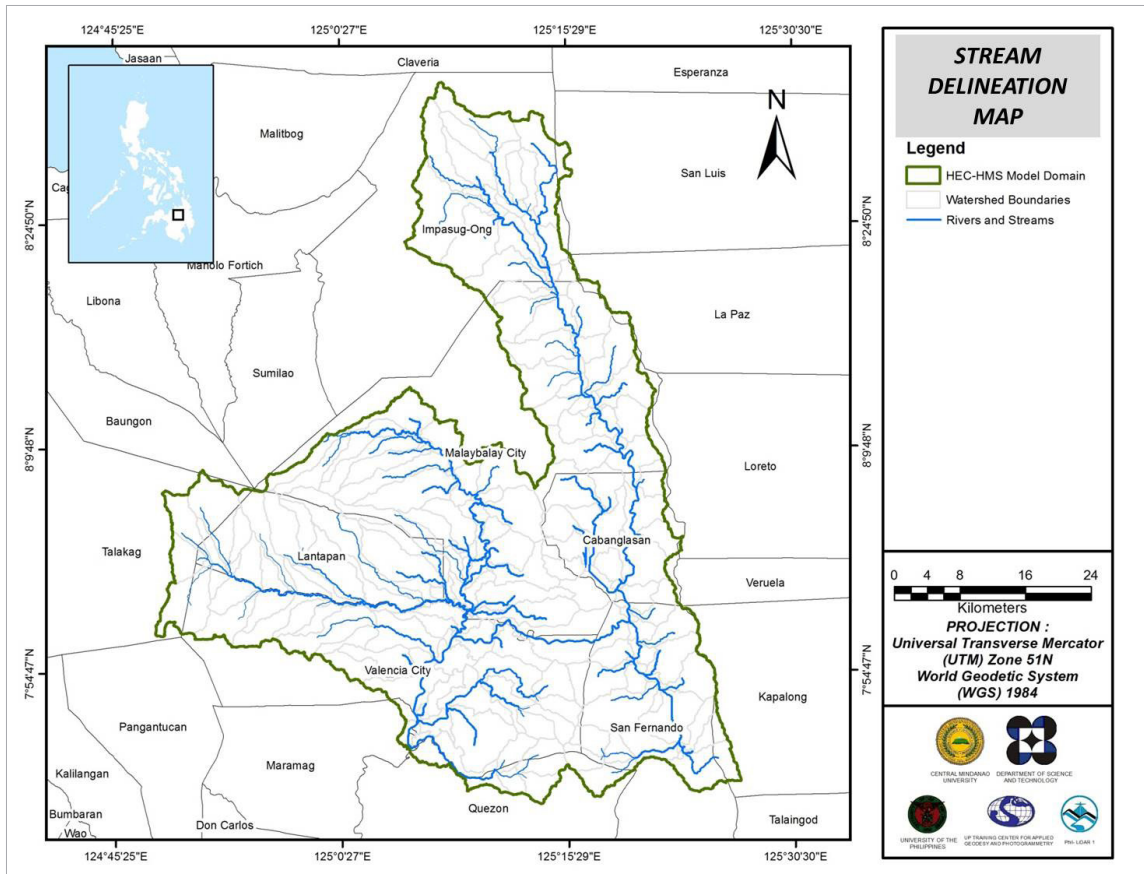 124°45'25"E
125°0'27"E
125°15'29"E
125°30'30"E
Jasaan
Claveria
Esperanza
Malitbog
N
San Luis
Cag
8°24'50"N
Impasug-Ong
8°24'50"N
Manolo Fortich
Libona
La Paz
Sumilao
Baungon
8°9'48"N
Malaybalay City
8°9'48"N
Loreto
Talakag
Lantapan
Cabanglasan
Veruela
7°54'47"N
Valencia City
7°54'47"N
Kapalong
Pangantucan
San Fernando
Maramag
Kalilangan
Quezon
Bumbaran
Wao
Don Carlos
Talaingod
124°45'25"E
125°0'27"E
125°15'29"E
125°30'30"E
STREAM
DELINEATION
MAP
Legend
HEC-HMS Model Domain
Watershed Boundaries
Rivers and Streams
0 4 8 16 24
Kilometers
PROJECTION :
Universal Transverse Mercator
(UTM) Zone 51N
World Geodetic System
(WGS) 1984
CENTRAL MINDANAO
UNIVERSITY
DEPARTMENT OF SCIENCE
AND TECHNOLOGY
UNIVERSITY OF THE
PHILIPPINES
UP TRAINING CENTER FOR APPLIED
GEODESY AND PHOTOGRAMMETRY
Phil- LiDAR 1